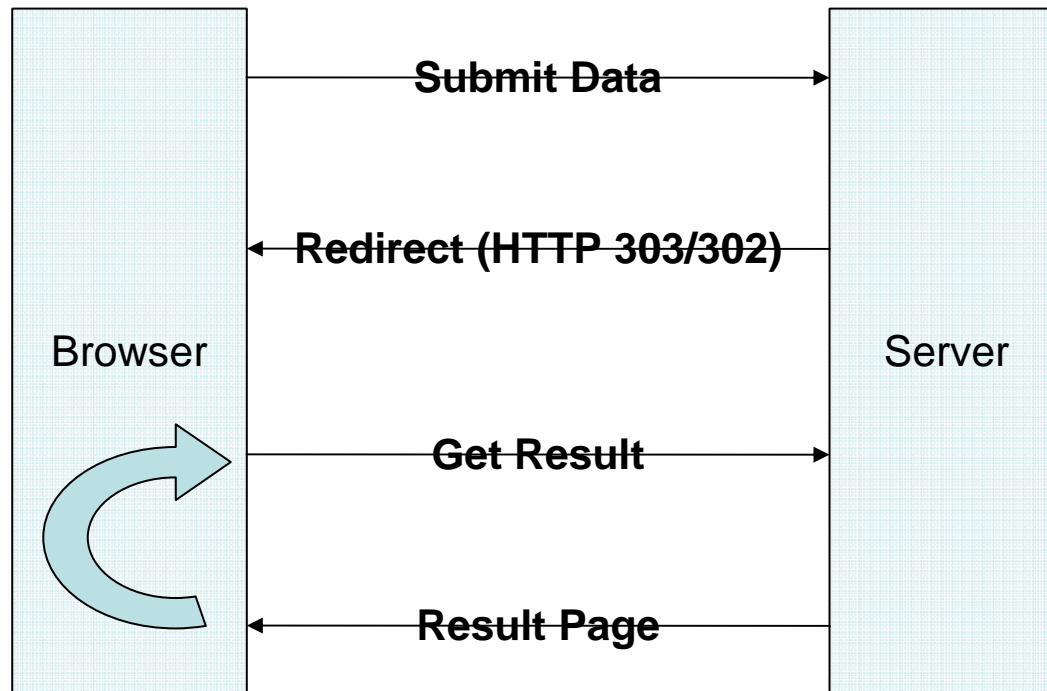 Submit Data
Redirect (HTTP 303/302)
Browser
Server
Get Result
Result Page